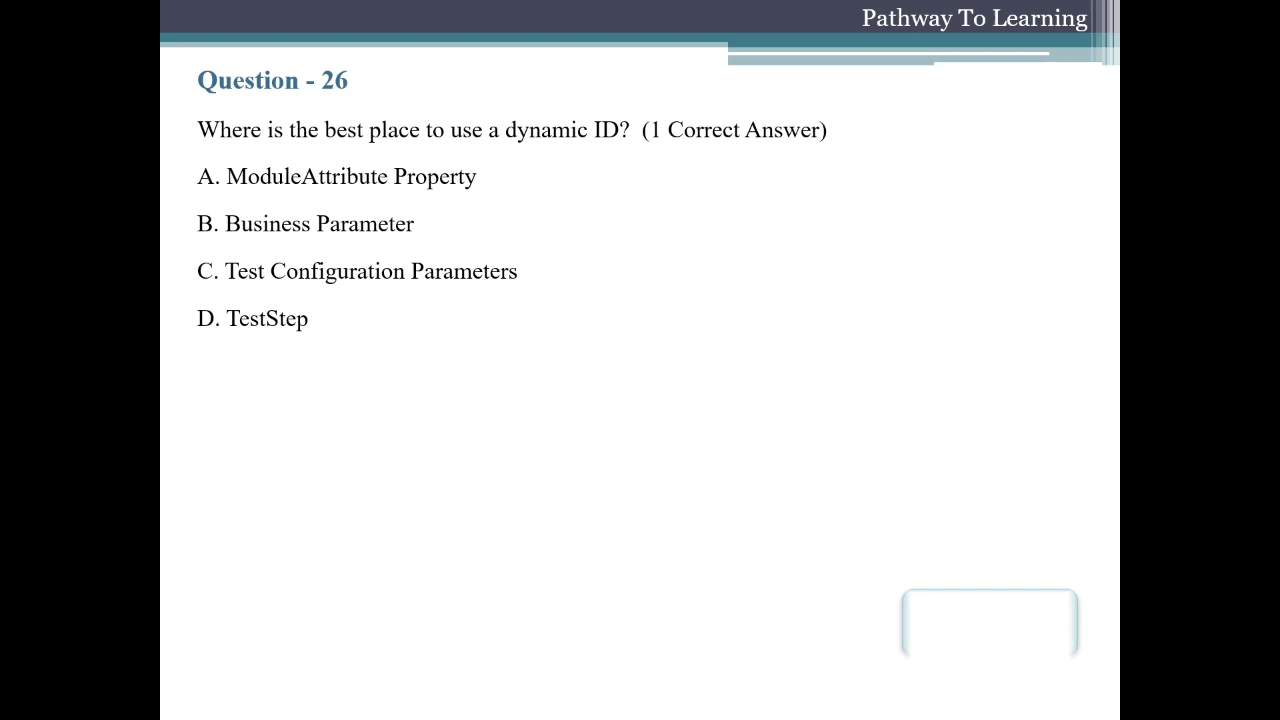 Pathway To Learning
Question - 26
Where is the best place to use a dynamic ID?  (1 Correct Answer)
A. ModuleAttribute Property
B. Business Parameter
C. Test Configuration Parameters
D. TestStep